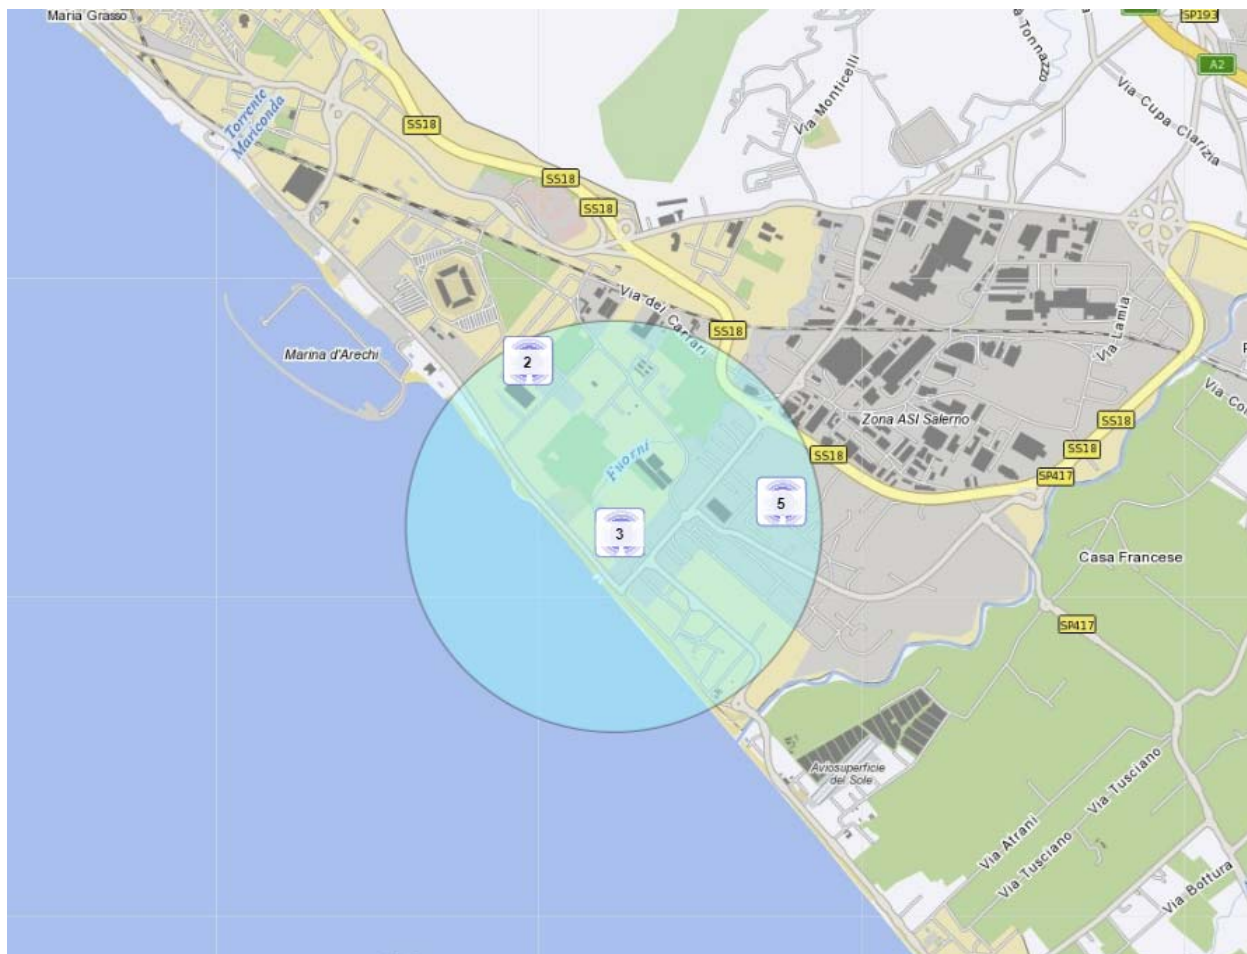 Maria Grasso
SP193
A2
Via Tonnazzo
Via Monticelli
Via Cupa Clarizia
Torrente
Mariconda
SS18
SS18
SS18
Via dei Carrari
SS18
Via Lamia
Marina d'Arechi
2
Zona ASI Salerno
SS18
SS18
SS18
SP417
Fuorni
5
3
Casa Francese
SP417
Aviosuperficie
del Sole
Via Atrani
Via Tusciano
Via Tusciano
Via Bottura